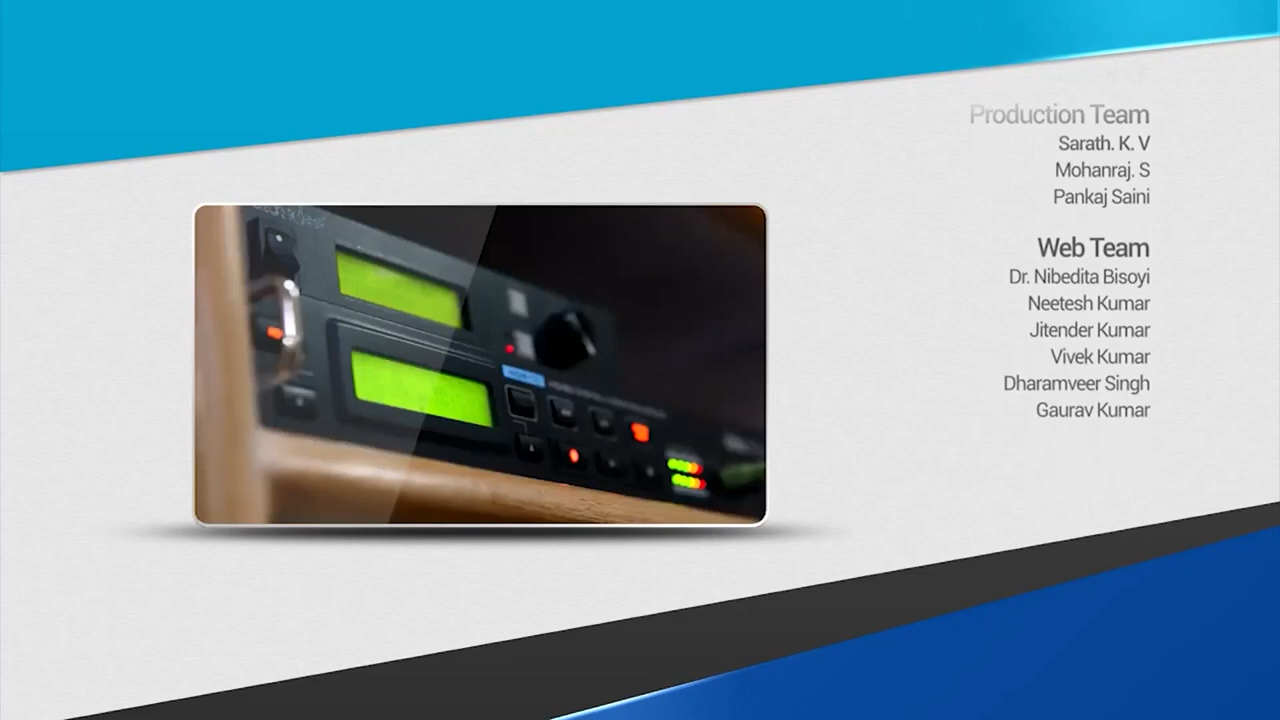 Production Team
Sarath. K. V
Mohanraj. S
Pankaj Saini
Web Team
Dr. Nibedita Bisoyi
Neetesh Kumar
Jitender Kumar
Vivek Kumar
Dharamveer Singh
Gaurav Kumar